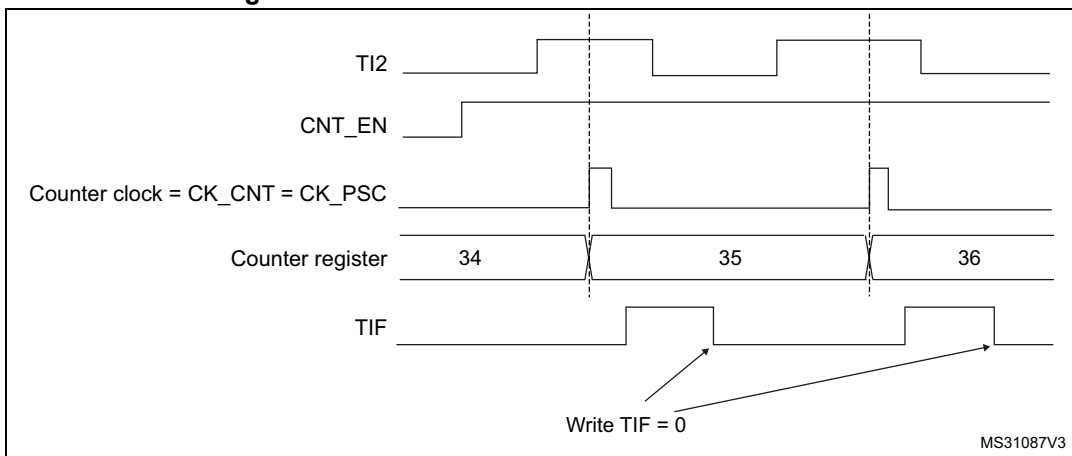 g
TI2
CNT_EN
Counter clock = CK_CNT = CK_PSC
Counter register 34 35 36
TIF
Write TIF = 0
MS31087V3